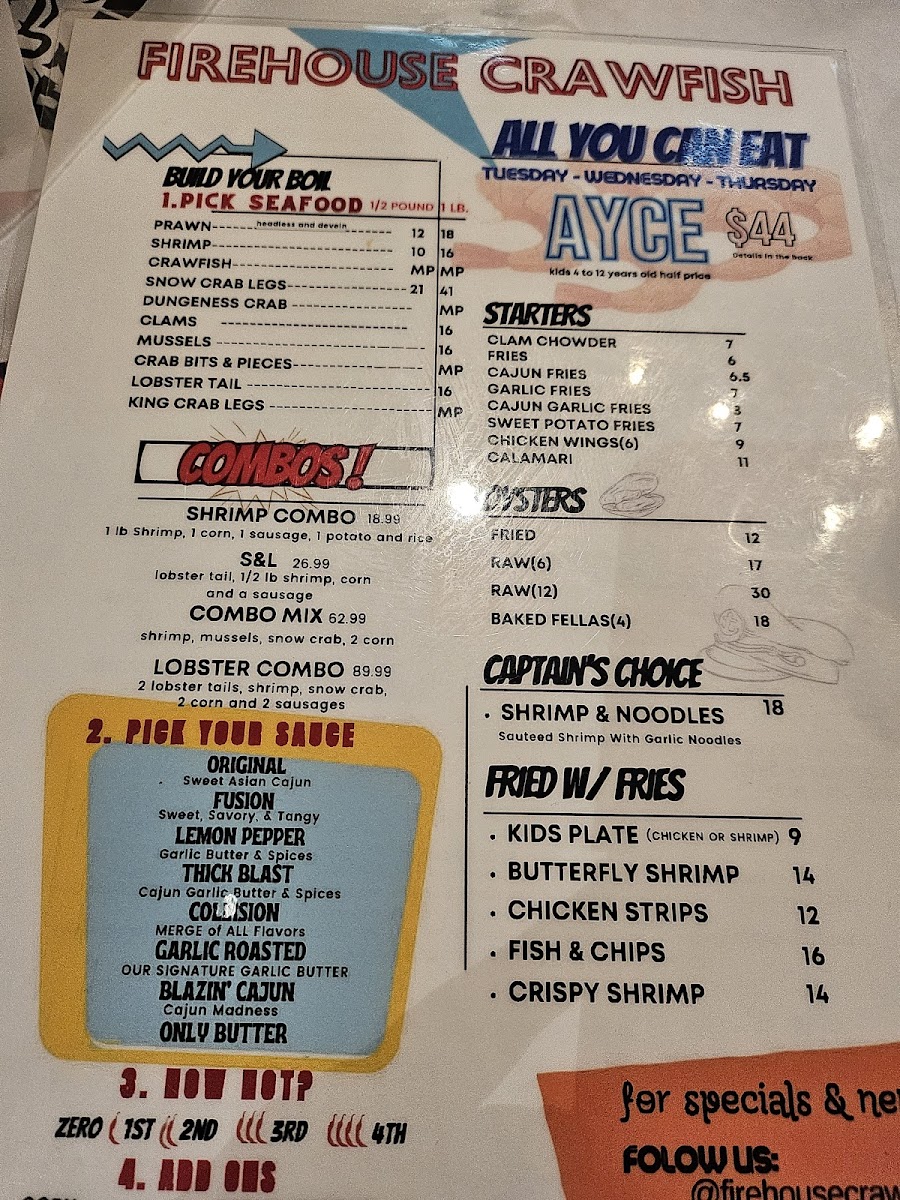 FIREHOUSE CRAWFISH
BUILD YOUR BOIL
1.PICK SEAFOOD 1/2 POUND 1 LB.
PRAWN headless and devein 12 18
SHRIMP 10 16
CRAWFISH MP MP
SNOW CRAB LEGS 21 41
DUNGENESS CRAB MP
CLAMS 16
MUSSELS 16
CRAB BITS & PIECES MP
LOBSTER TAIL 16
KING CRAB LEGS MP
COMBOS!
SHRIMP COMBO 18.99
1 lb Shrimp, 1 corn, 1 sausage, 1 potato and rice
S&L 26.99
lobster tail, 1/2 lb shrimp, corn
and a sausage
COMBO MIX 62.99
shrimp, mussels, snow crab, 2 corn
LOBSTER COMBO 89.99
2 lobster tails, shrimp, snow crab,
2 corn and 2 sausages
2. PICK YOUR SAUCE
ORIGINAL
Sweet Asian Cajun
FUSION
Sweet, Savory, & Tangy
LEMON PEPPER
Garlic Butter & Spices
THICK BLAST
Cajun Garlic Butter & Spices
COLLISION
MERGE of ALL Flavors
GARLIC ROASTED
OUR SIGNATURE GARLIC BUTTER
BLAZIN' CAJUN
Cajun Madness
ONLY BUTTER
3. HOW HOT?
ZERO 1ST 2ND 3RD 4TH
4. ADD ONS
ALL YOU CAN EAT
TUESDAY - WEDNESDAY - THURSDAY
AYCE $44
Details in the back
kids 4 to 12 years old half price
STARTERS
CLAM CHOWDER 7
FRIES 6
CAJUN FRIES 6.5
GARLIC FRIES 7
CAJUN GARLIC FRIES
SWEET POTATO FRIES 7
CHICKEN WINGS(6) 9
CALAMARI 11
OYSTERS
FRIED 12
RAW(6) 17
RAW(12) 30
BAKED FELLAS(4) 18
CAPTAIN'S CHOICE
• SHRIMP & NOODLES 18
Sauteed Shrimp With Garlic Noodles
FRIED W/ FRIES
• KIDS PLATE (CHICKEN OR SHRIMP) 9
• BUTTERFLY SHRIMP 14
• CHICKEN STRIPS 12
• FISH & CHIPS 16
• CRISPY SHRIMP 14
for specials &
FOLOW US:
@firehousecraw